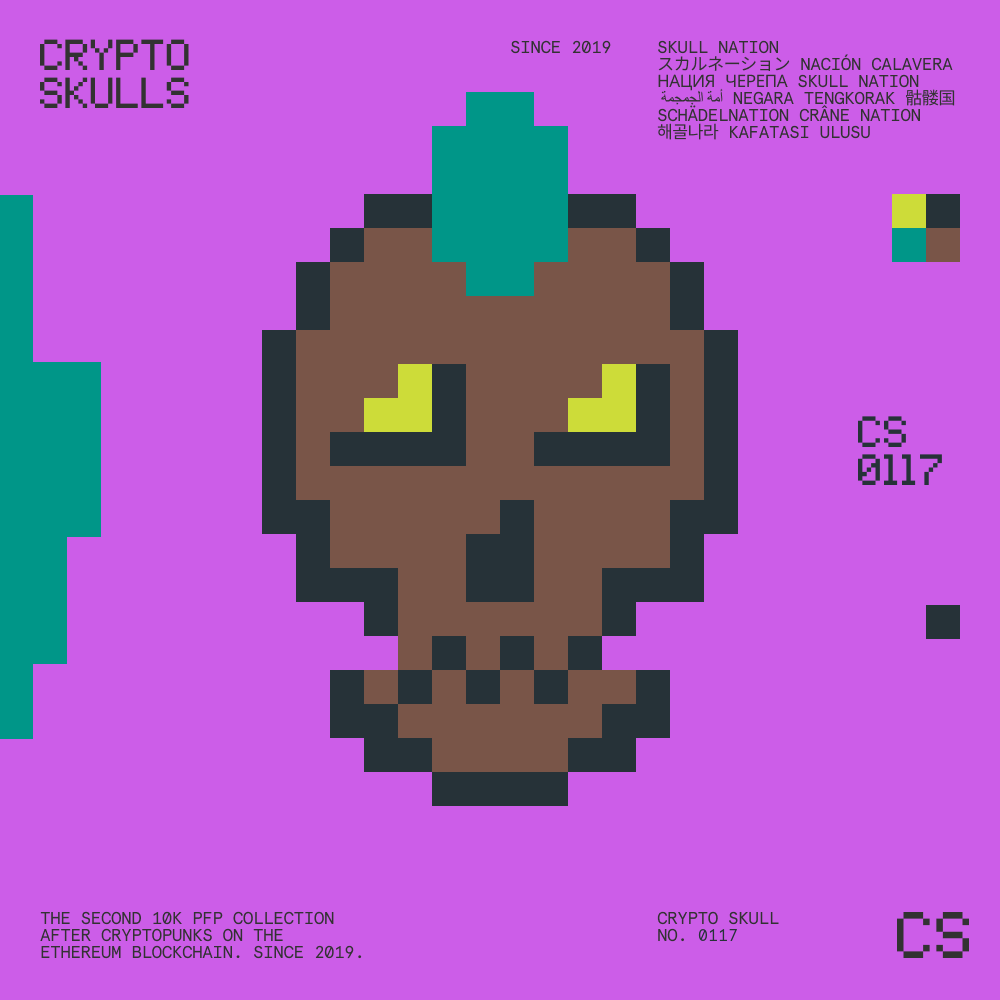 CRYPTO
SKULLS
SINCE 2019
SKULL NATION
スカルネーション NACIÓN CALAVERA
НАЦИЯ ЧЕРЕПА SKULL NATION
أمة الجمجمة NEGARA TENGKORAK 骷髅国
SCHÄDELNATION CRÂNE NATION
해골나라 KAFATASI ULUSU
CS
0117
THE SECOND 10K PFP COLLECTION
AFTER CRYPTOPUNKS ON THE
ETHEREUM BLOCKCHAIN. SINCE 2019.
CRYPTO SKULL
NO. 0117
CS